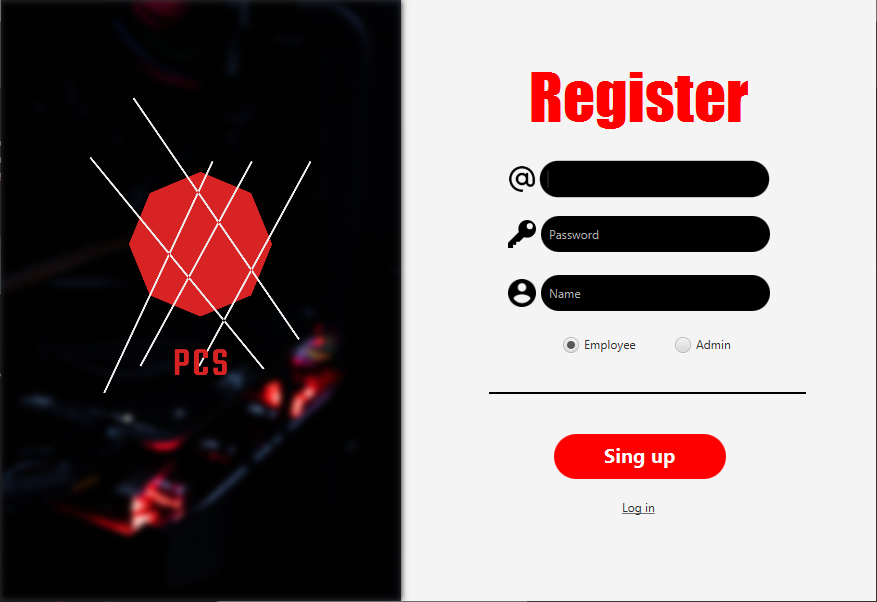 PCS
Register
Password
Name
Employee
Admin
Sing up
Log in